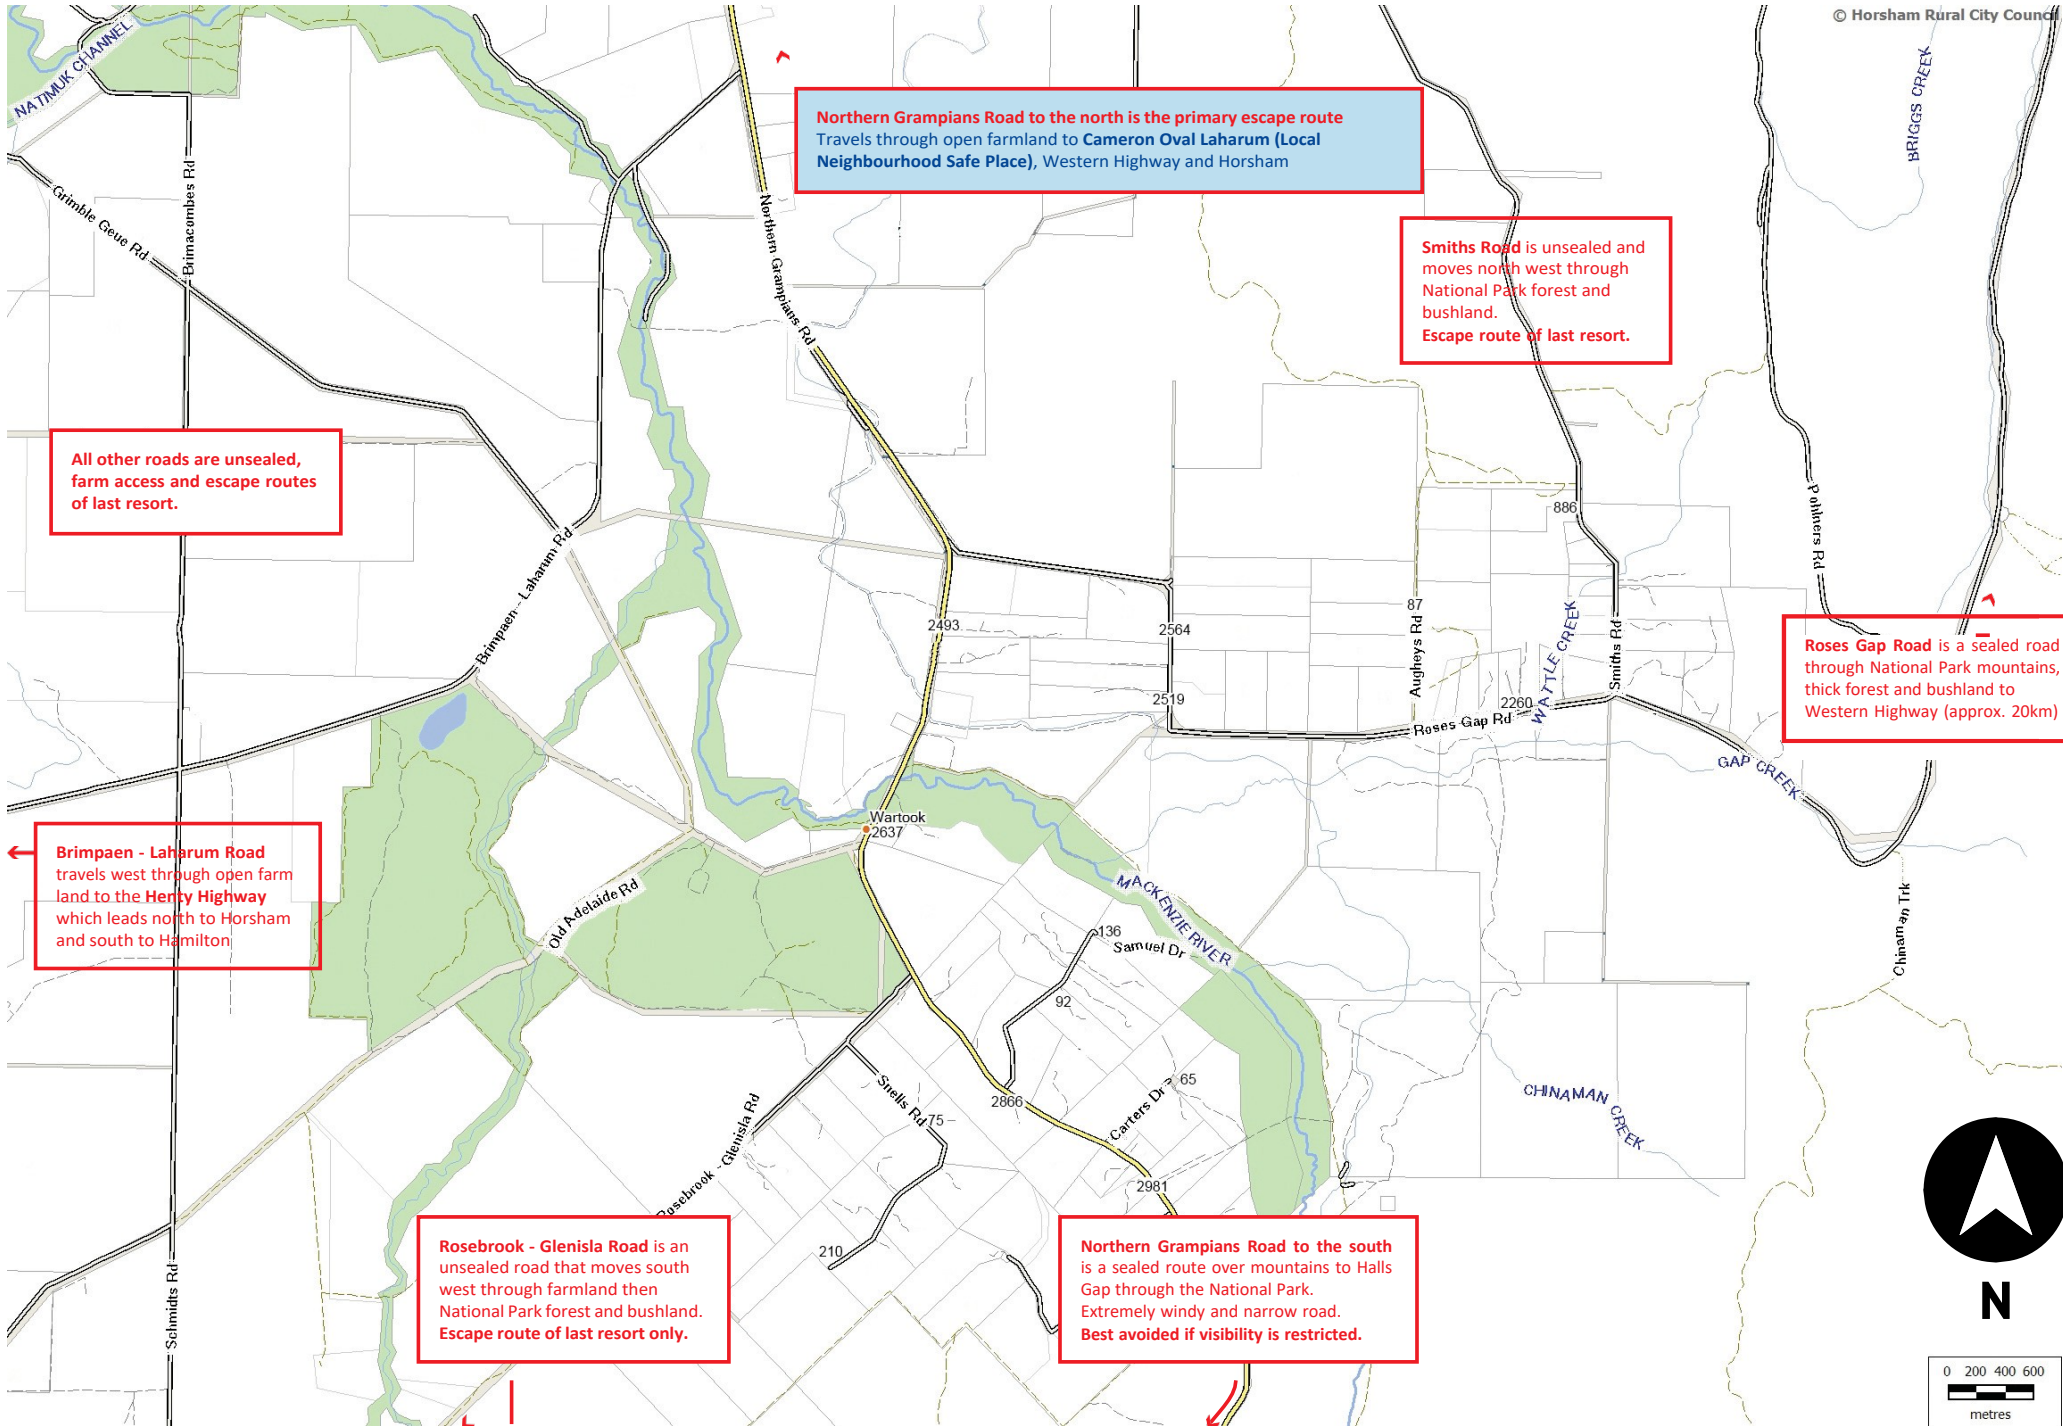 © Horsham Rural City Council
NATIMUK CHANNEL
BRIGGS CREEK
Northern Grampians Road to the north is the primary escape route
Travels through open farmland to Cameron Oval Laharum (Local
Neighbourhood Safe Place), Western Highway and Horsham
Grimble Geue Rd
Brimacombes Rd
Northern Grampians Rd
Smiths Road is unsealed and
moves north west through
National Park forest and
bushland.
Escape route of last resort.
All other roads are unsealed,
farm access and escape routes
of last resort.
886
Pohlners Rd
Brimpaen - Laharum Rd
2493
2564
87
Augheys Rd
WATTLE CREEK
Smiths Rd
2519
2260
Roses Gap Rd
Roses Gap Road is a sealed road
through National Park mountains,
thick forest and bushland to
Western Highway (approx. 20km)
GAP CREEK
Wartook
2637
Brimpaen - Laharum Road
travels west through open farm
land to the Henty Highway
which leads north to Horsham
and south to Hamilton
Old Adelaide Rd
MACKENZIE RIVER
136
Samuel Dr
92
Chinaman Trk
Snells Rd
75
2866
Carters Dr
65
CHINAMAN CREEK
Rosebrook - Glenisla Rd
2981
210
Schmidts Rd
Rosebrook - Glenisla Road is an
unsealed road that moves south
west through farmland then
National Park forest and bushland.
Escape route of last resort only.
Northern Grampians Road to the south
is a sealed route over mountains to Halls
Gap through the National Park.
Extremely windy and narrow road.
Best avoided if visibility is restricted.
N
0 200 400 600
metres